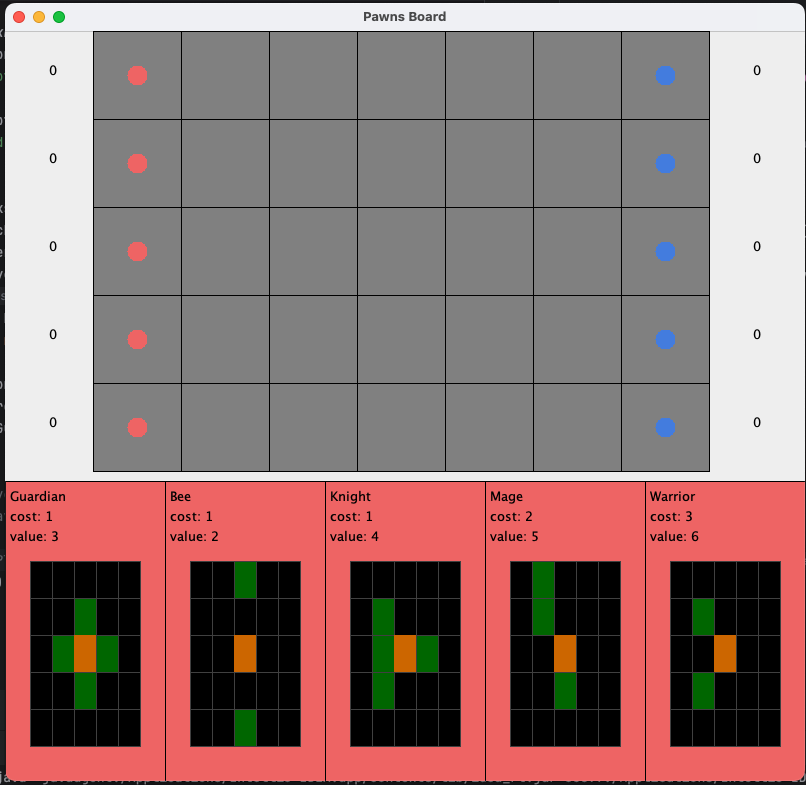 Pawns Board
0 0
0 0
0 0
0 0
0 0
Guardian
cost: 1
value: 3
Bee
cost: 1
value: 2
Knight
cost: 1
value: 4
Mage
cost: 2
value: 5
Warrior
cost: 3
value: 6